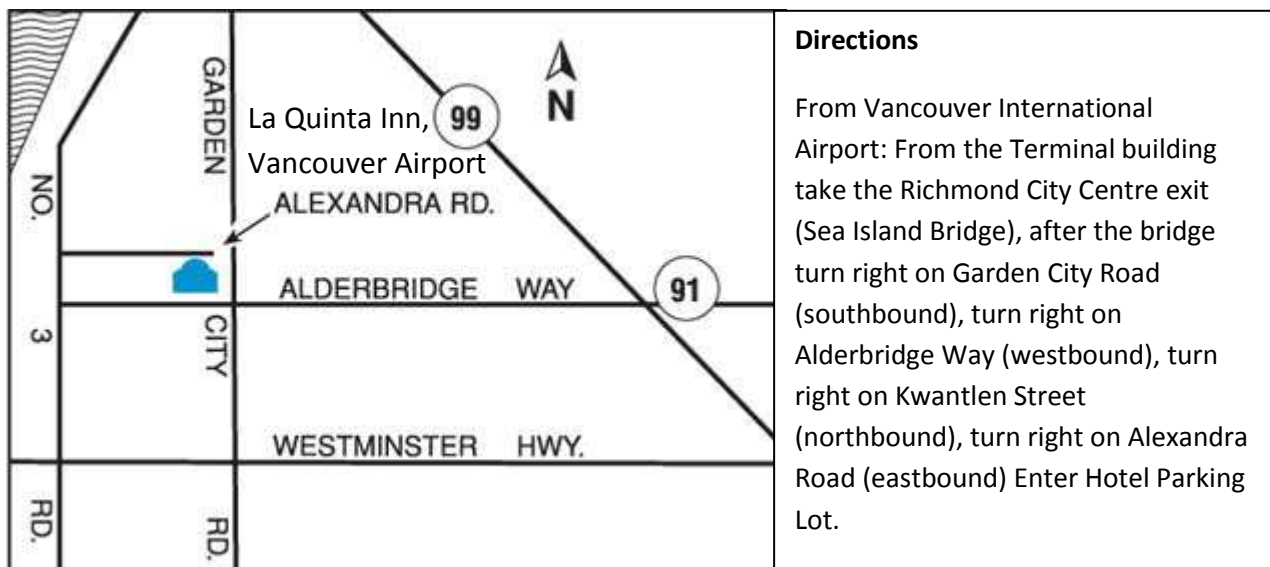 GARDEN
N
La Quinta Inn,
99
Vancouver Airport
NO.
ALEXANDRA RD.
ALDERBRIDGE WAY
91
3
CITY
WESTMINSTER HWY.
RD.
RD.
Directions
From Vancouver International
Airport: From the Terminal building
take the Richmond City Centre exit
(Sea Island Bridge), after the bridge
turn right on Garden City Road
(southbound), turn right on
Alderbridge Way (westbound), turn
right on Kwantlen Street
(northbound), turn right on Alexandra
Road (eastbound) Enter Hotel Parking
Lot.